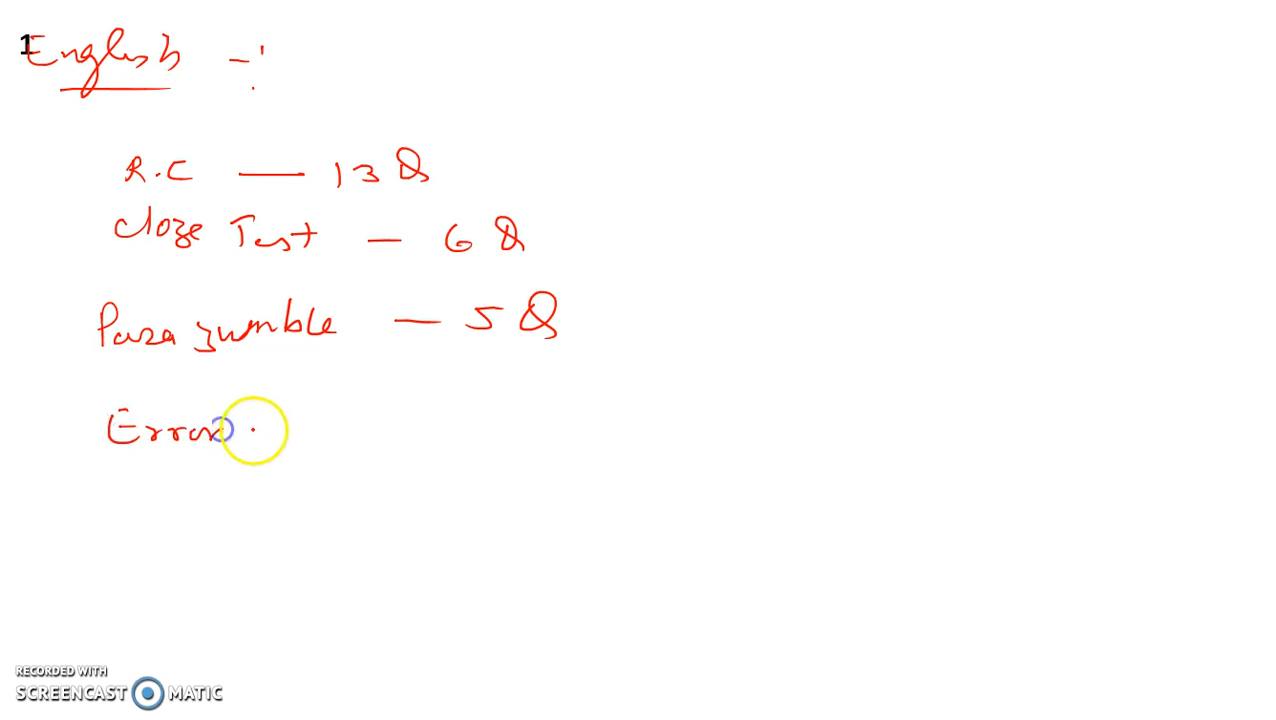 1
English -:
R.C — 13 Q
Cloze Test — 6 Q
Para jumble — 5 Q
Error
RECORDED WITH
SCREENCAST MATIC